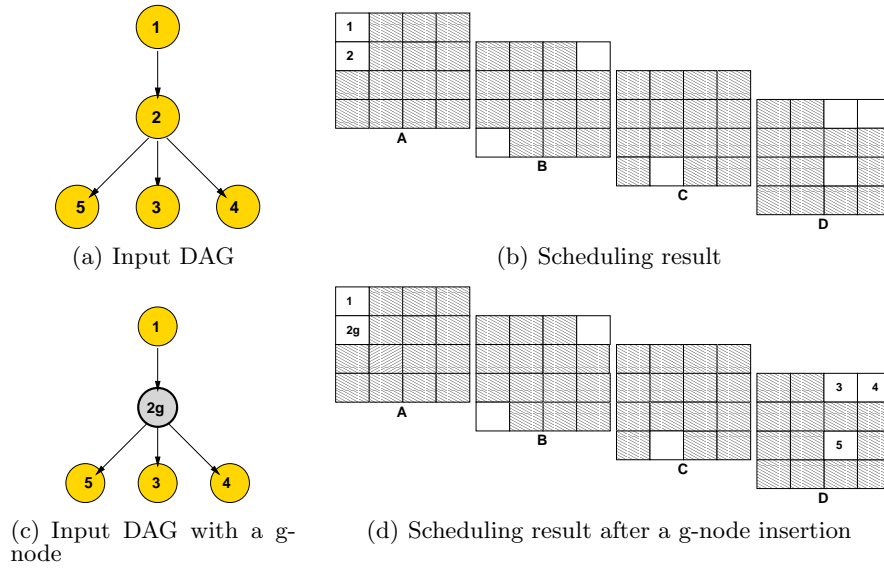 1
2
5 3 4
(a) Input DAG
1
2
A
B
C
D
(b) Scheduling result
1
2g
5 3 4
(c) Input DAG with a g-
node
1
2g
3 4
5
A
B
C
D
(d) Scheduling result after a g-node insertion